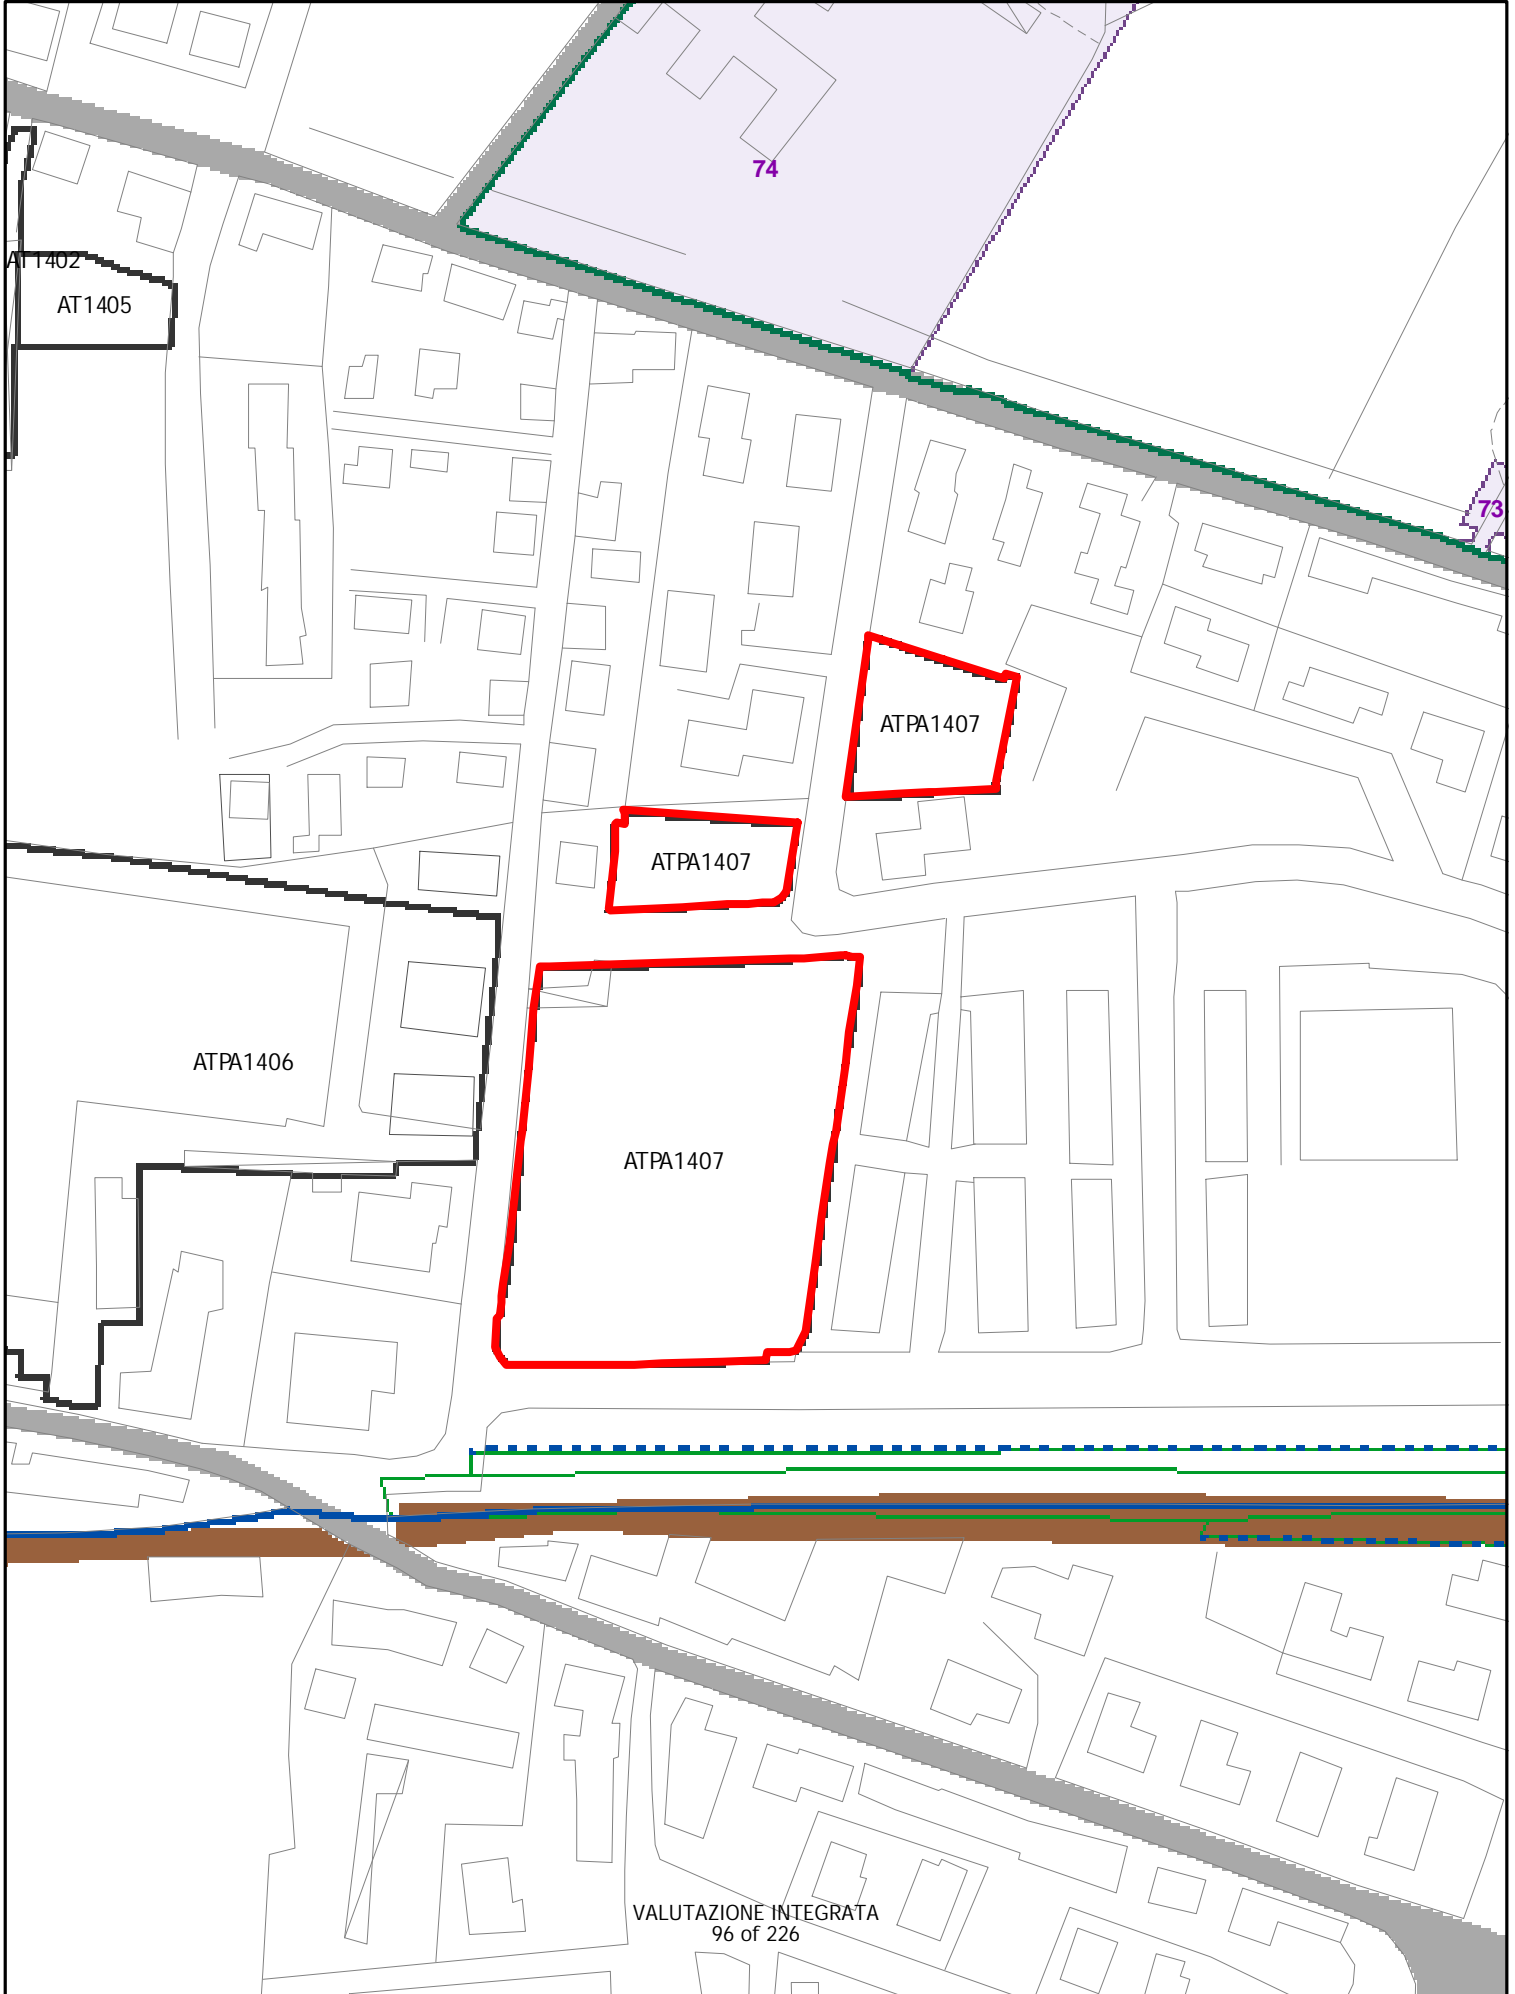 74
AT1402
AT1405
73
ATPA1407
ATPA1407
ATPA1406
ATPA1407
VALUTAZIONE INTEGRATA
96 of 226